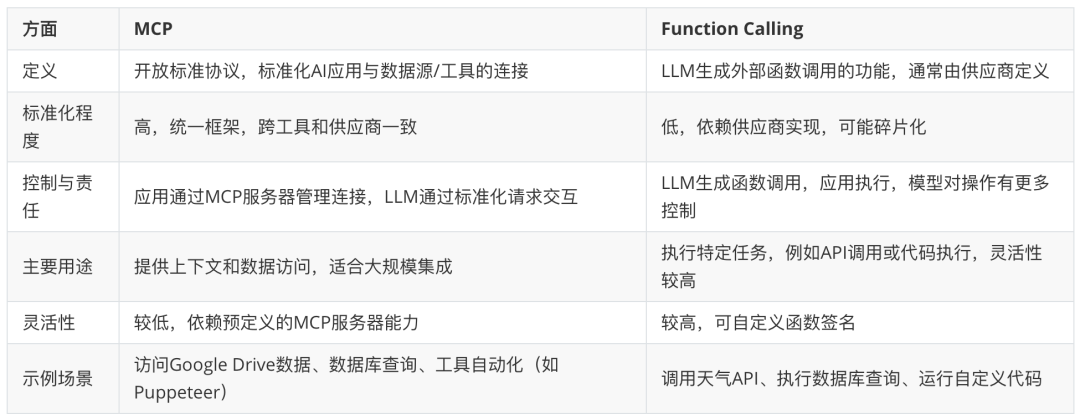 方面 MCP Function Calling
定义 开放标准协议，标准化AI应用与数据源/工具的连接 LLM生成外部函数调用的功能，通常由供应商定义
标准化程
度
高，统一框架，跨工具和供应商一致 低，依赖供应商实现，可能碎片化
控制与责
任
应用通过MCP服务器管理连接，LLM通过标准化请求交互
LLM生成函数调用，应用执行，模型对操作有更多
控制
主要用途 提供上下文和数据访问，适合大规模集成
执行特定任务，例如API调用或代码执行，灵活性
较高
灵活性 较低，依赖预定义的MCP服务器能力 较高，可自定义函数签名
示例场景
访问Google Drive数据、数据库查询、工具自动化（如
Puppeteer）
调用天气API、执行数据库查询、运行自定义代码